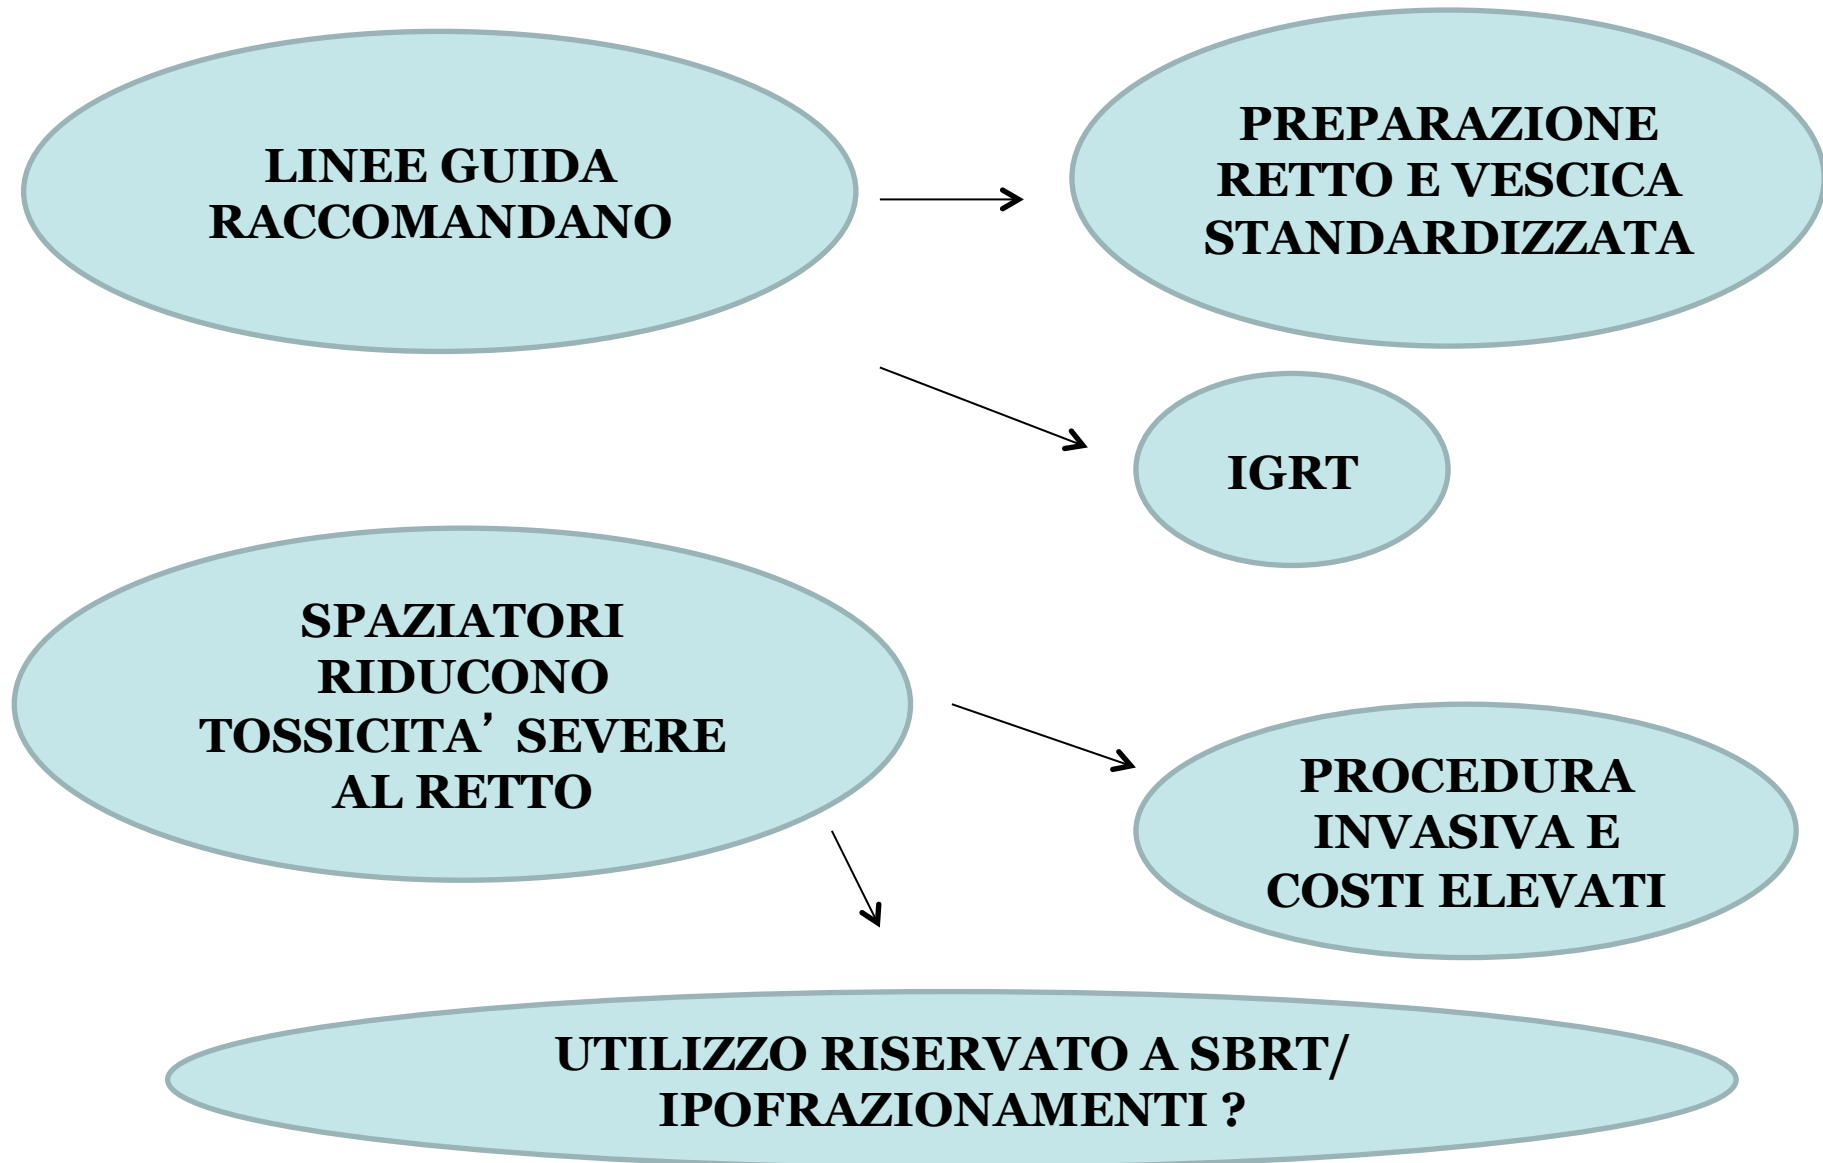 LINEE GUIDA
RACCOMANDANO
PREPARAZIONE
RETTO E VESCICA
STANDARDIZZATA
IGRT
SPAZIATORI
RIDUCONO
TOSSICITA’ SEVERE
AL RETTO
PROCEDURA
INVASIVA E
COSTI ELEVATI
UTILIZZO RISERVATO A SBRT/
IPOFRAZIONAMENTI ?